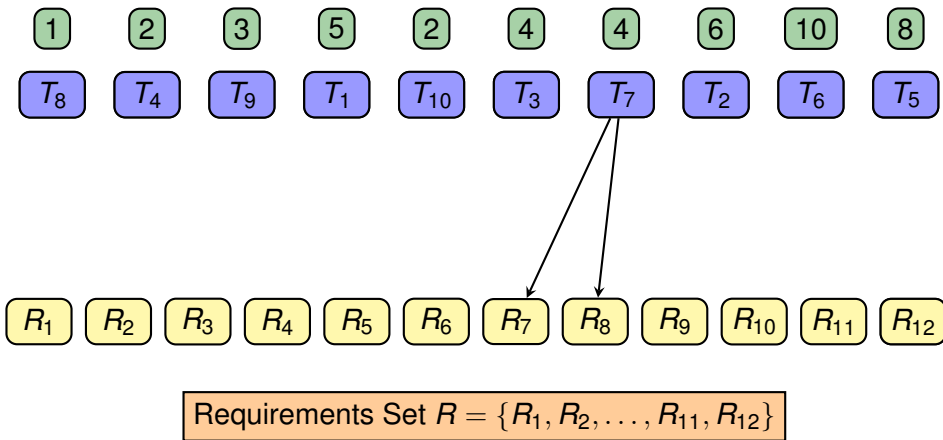 1 2 3 5 2 4 4 6 10 8
T₈ T₄ T₉ T₁ T₁₀ T₃ T₇ T₂ T₆ T₅
R₁ R₂ R₃ R₄ R₅ R₆ R₇ R₈ R₉ R₁₀ R₁₁ R₁₂
Requirements Set R = {R₁, R₂, . . . , R₁₁, R₁₂}